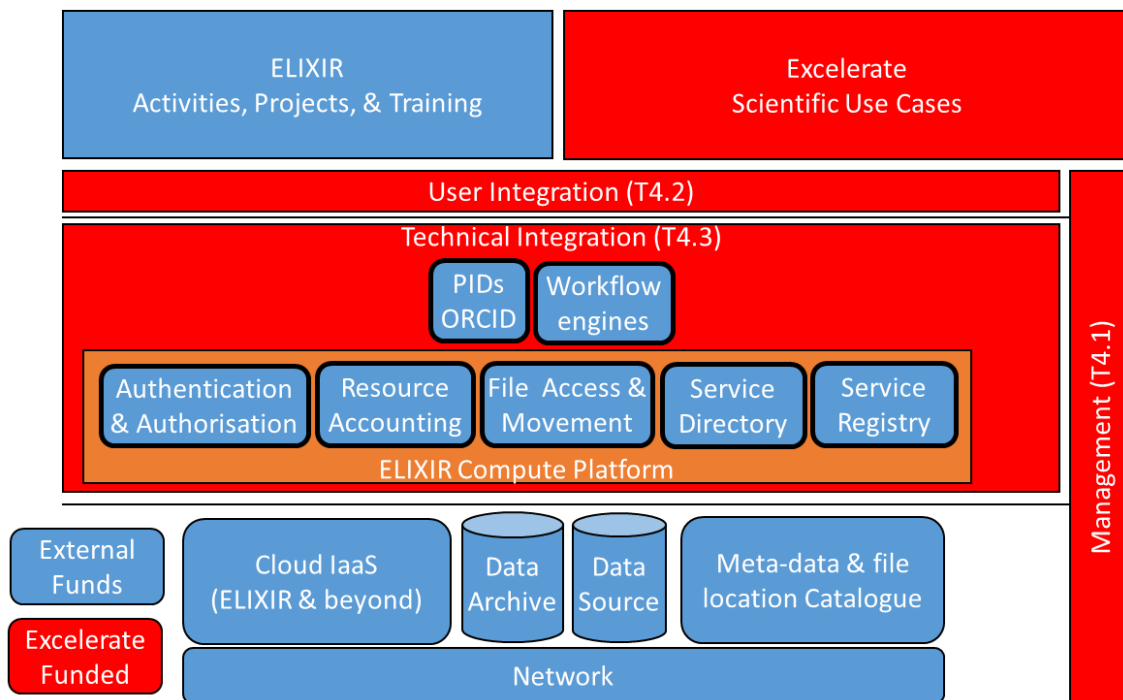 ELIXIR
Activities, Projects, & Training
Excelerate
Scientific Use Cases
User Integration (T4.2)
Technical Integration (T4.3)
PIDs
ORCID
Workflow
engines
Authentication
& Authorisation
Resource
Accounting
File Access &
Movement
Service
Directory
Service
Registry
ELIXIR Compute Platform
Management (T4.1)
External
Funds
Cloud IaaS
(ELIXIR & beyond)
Data
Archive
Data
Source
Meta-data & file
location Catalogue
Excelerate
Funded
Network